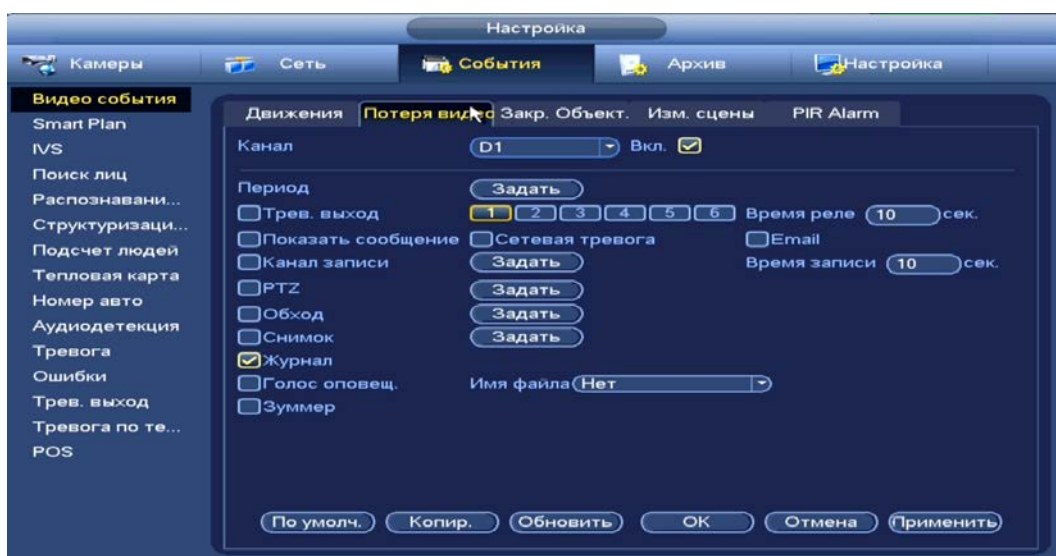 Настройка
Камеры Сеть События Архив Настройка
Видео события
Smart Plan
IVS
Поиск лиц
Распознавани...
Структуризаци...
Подсчет людей
Тепловая карта
Номер авто
Аудиодетекция
Тревога
Ошибки
Трев. выход
Тревога по те...
POS
Движения Потеря видео Закр. Объект. Изм. сцены PIR Alarm
Канал D1 Вкл.
Период Задать
Трев. выход 1 2 3 4 5 6 Время реле 10 сек.
Показать сообщение Сетевая тревога Email
Канал записи Задать Время записи 10 сек.
PTZ Задать
Обход Задать
Снимок Задать
Журнал
Голос оповещ. Имя файла Нет
Зуммер
По умолч. Копир. Обновить OK Отмена Применить